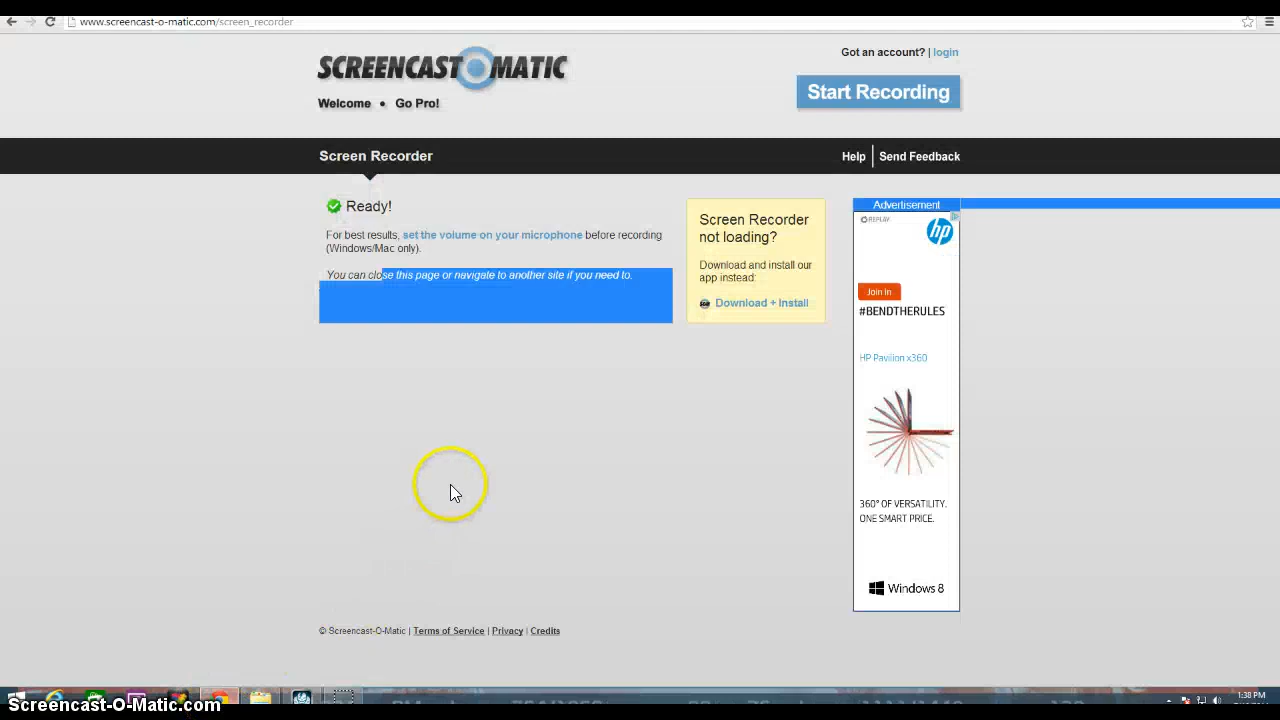 www.screencast-o-matic.com/screen_recorder
SCREENCAST-O-MATIC
Got an account? | login
Start Recording
Welcome • Go Pro!
Screen Recorder
Help | Send Feedback
Ready!
For best results, set the volume on your microphone before recording
(Windows/Mac only).
You can close this page or navigate to another site if you need to.
Screen Recorder
not loading?
Download and install our
app instead:
Download + Install
Advertisement
REPLAY
hp
Join In
#BENDTHERULES
HP Pavilion x360
360° OF VERSATILITY.
ONE SMART PRICE.
Windows 8
© Screencast-O-Matic | Terms of Service | Privacy | Credits
1:38 PM
Screencast-O-Matic.com